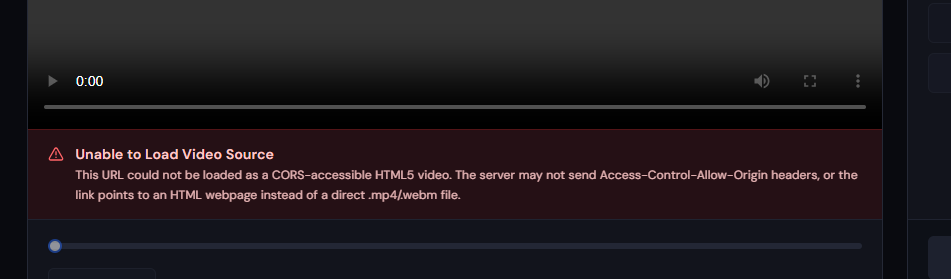 0:00
Unable to Load Video Source
This URL could not be loaded as a CORS-accessible HTML5 video. The server may not send Access-Control-Allow-Origin headers, or the
link points to an HTML webpage instead of a direct .mp4/.webm file.